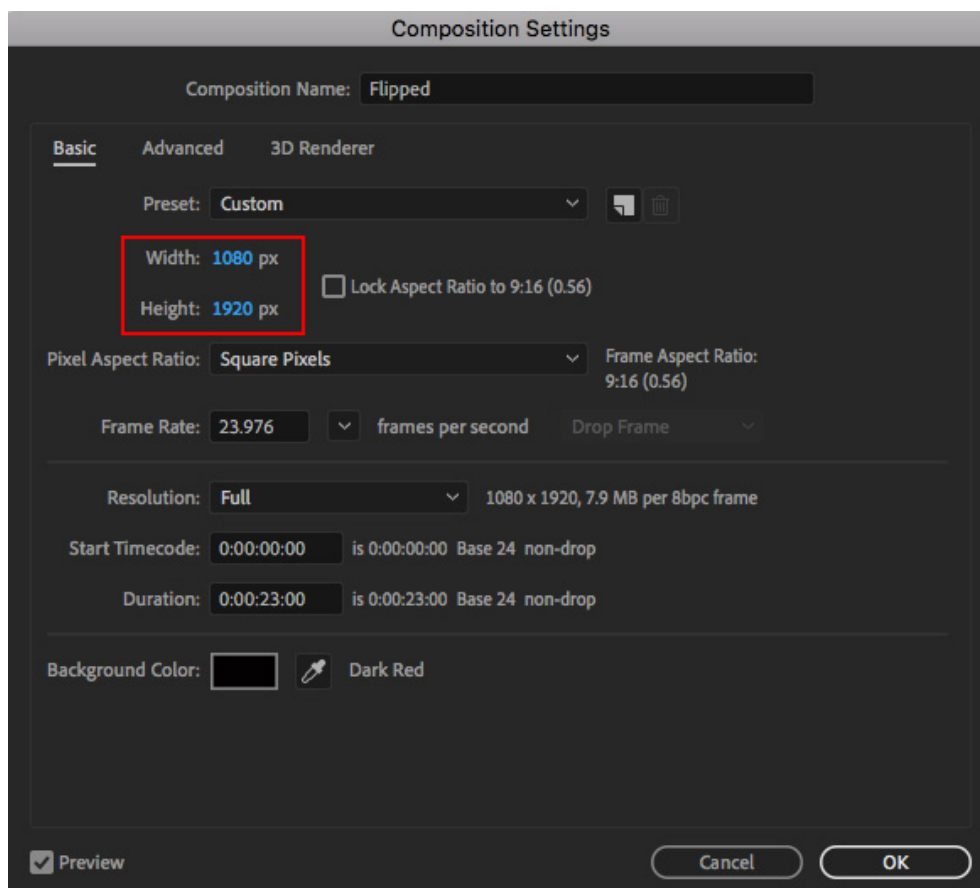 Composition Settings
Composition Name: Flipped
Basic Advanced 3D Renderer
Preset: Custom
Width: 1080 px
Lock Aspect Ratio to 9:16 (0.56)
Height: 1920 px
Pixel Aspect Ratio: Square Pixels
Frame Aspect Ratio:
9:16 (0.56)
Frame Rate: 23.976 frames per second Drop Frame
Resolution: Full 1080 x 1920, 7.9 MB per 8bpc frame
Start Timecode: 0:00:00:00 is 0:00:00:00 Base 24 non-drop
Duration: 0:00:23:00 is 0:00:23:00 Base 24 non-drop
Background Color: Dark Red
Preview Cancel OK